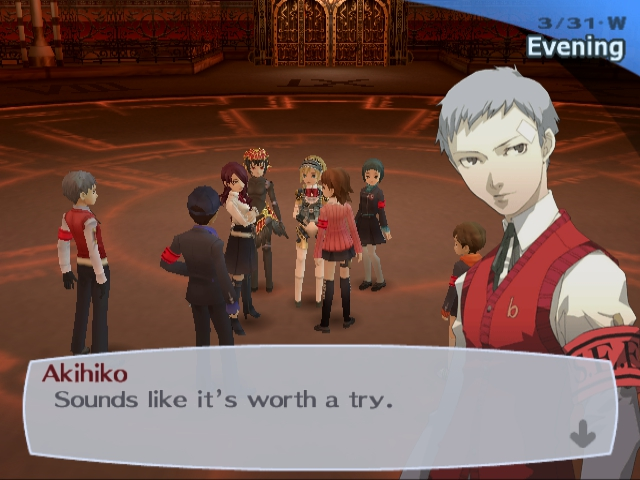 3/31·W
Evening
Akihiko
Sounds like it's worth a try.
b
S.E.E.